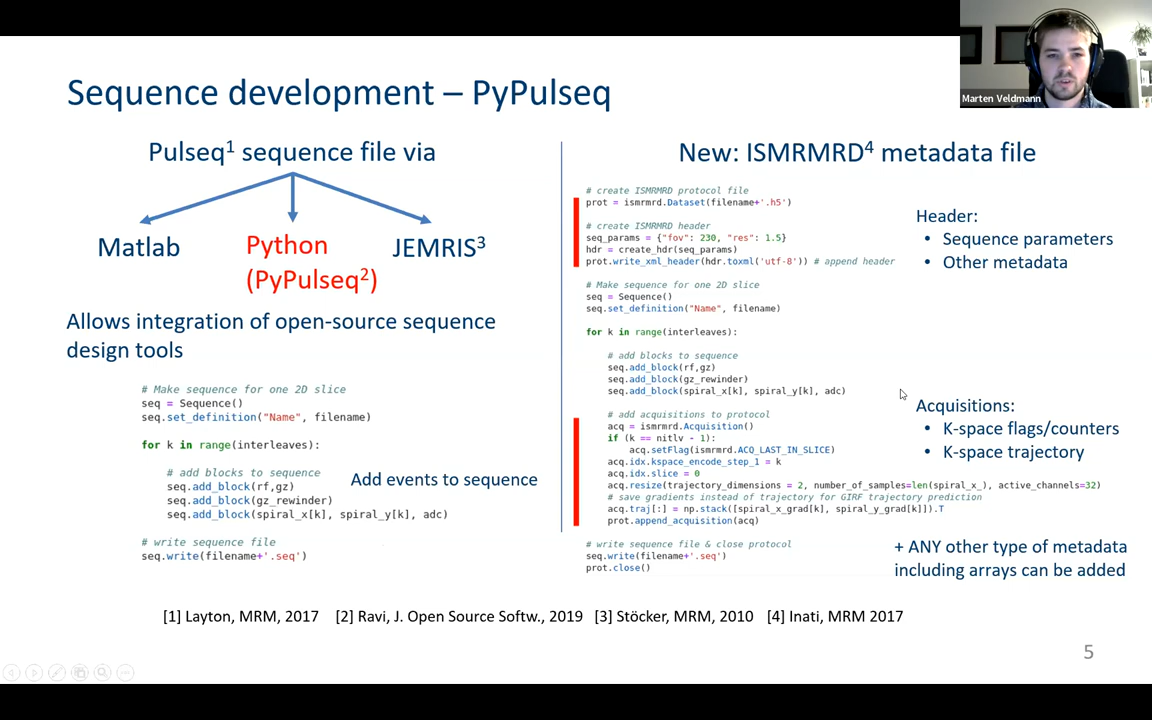 Marten Veldmann
Sequence development – PyPulseq
Pulseq¹ sequence file via
Matlab
Python
(PyPulseq²)
JEMRIS³
Allows integration of open-source sequence
design tools
# Make sequence for one 2D slice
seq = Sequence()
seq.set_definition("Name", filename)
for k in range(interleaves):
# add blocks to sequence
seq.add_block(rf,gz)
seq.add_block(gz_rewinder)
seq.add_block(spiral_x[k], spiral_y[k], adc)
# write sequence file
seq.write(filename+'.seq')
Add events to sequence
New: ISMRMRD⁴ metadata file
# create ISMRMRD protocol file
prot = ismrmrd.Dataset(filename+'.h5')
# create ISMRMRD header
seq_params = {"fov": 230, "res": 1.5}
hdr = create_hdr(seq_params)
prot.write_xml_header(hdr.toxml('utf-8')) # append header
# Make sequence for one 2D slice
seq = Sequence()
seq.set_definition("Name", filename)
for k in range(interleaves):
# add blocks to sequence
seq.add_block(rf,gz)
seq.add_block(gz_rewinder)
seq.add_block(spiral_x[k], spiral_y[k], adc)
# add acquisitions to protocol
acq = ismrmrd.Acquisition()
if (k == nitlv - 1):
acq.setFlag(ismrmrd.ACQ_LAST_IN_SLICE)
acq.idx.kspace_encode_step_1 = k
acq.idx.slice = 0
acq.resize(trajectory_dimensions = 2, number_of_samples=len(spiral_x_), active_channels=32)
# save gradients instead of trajectory for GIRF trajectory prediction
acq.traj[:] = np.stack([spiral_x_grad[k], spiral_y_grad[k]]).T
prot.append_acquisition(acq)
# write sequence file & close protocol
seq.write(filename+'.seq')
prot.close()
Header:
• Sequence parameters
• Other metadata
Acquisitions:
• K-space flags/counters
• K-space trajectory
+ ANY other type of metadata
including arrays can be added
[1] Layton, MRM, 2017 [2] Ravi, J. Open Source Softw., 2019 [3] Stöcker, MRM, 2010 [4] Inati, MRM 2017
5